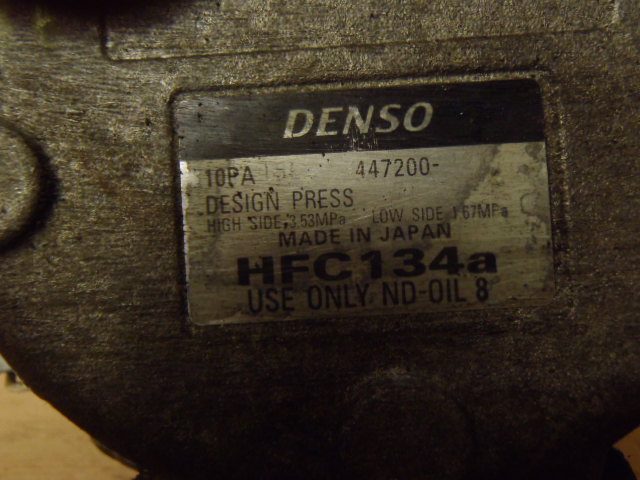 DENSO
10PA 447200-
DESIGN PRESS
HIGH SIDE 3.53MPa LOW SIDE 1.67MPa
MADE IN JAPAN
HFC134a
USE ONLY ND-OIL 8